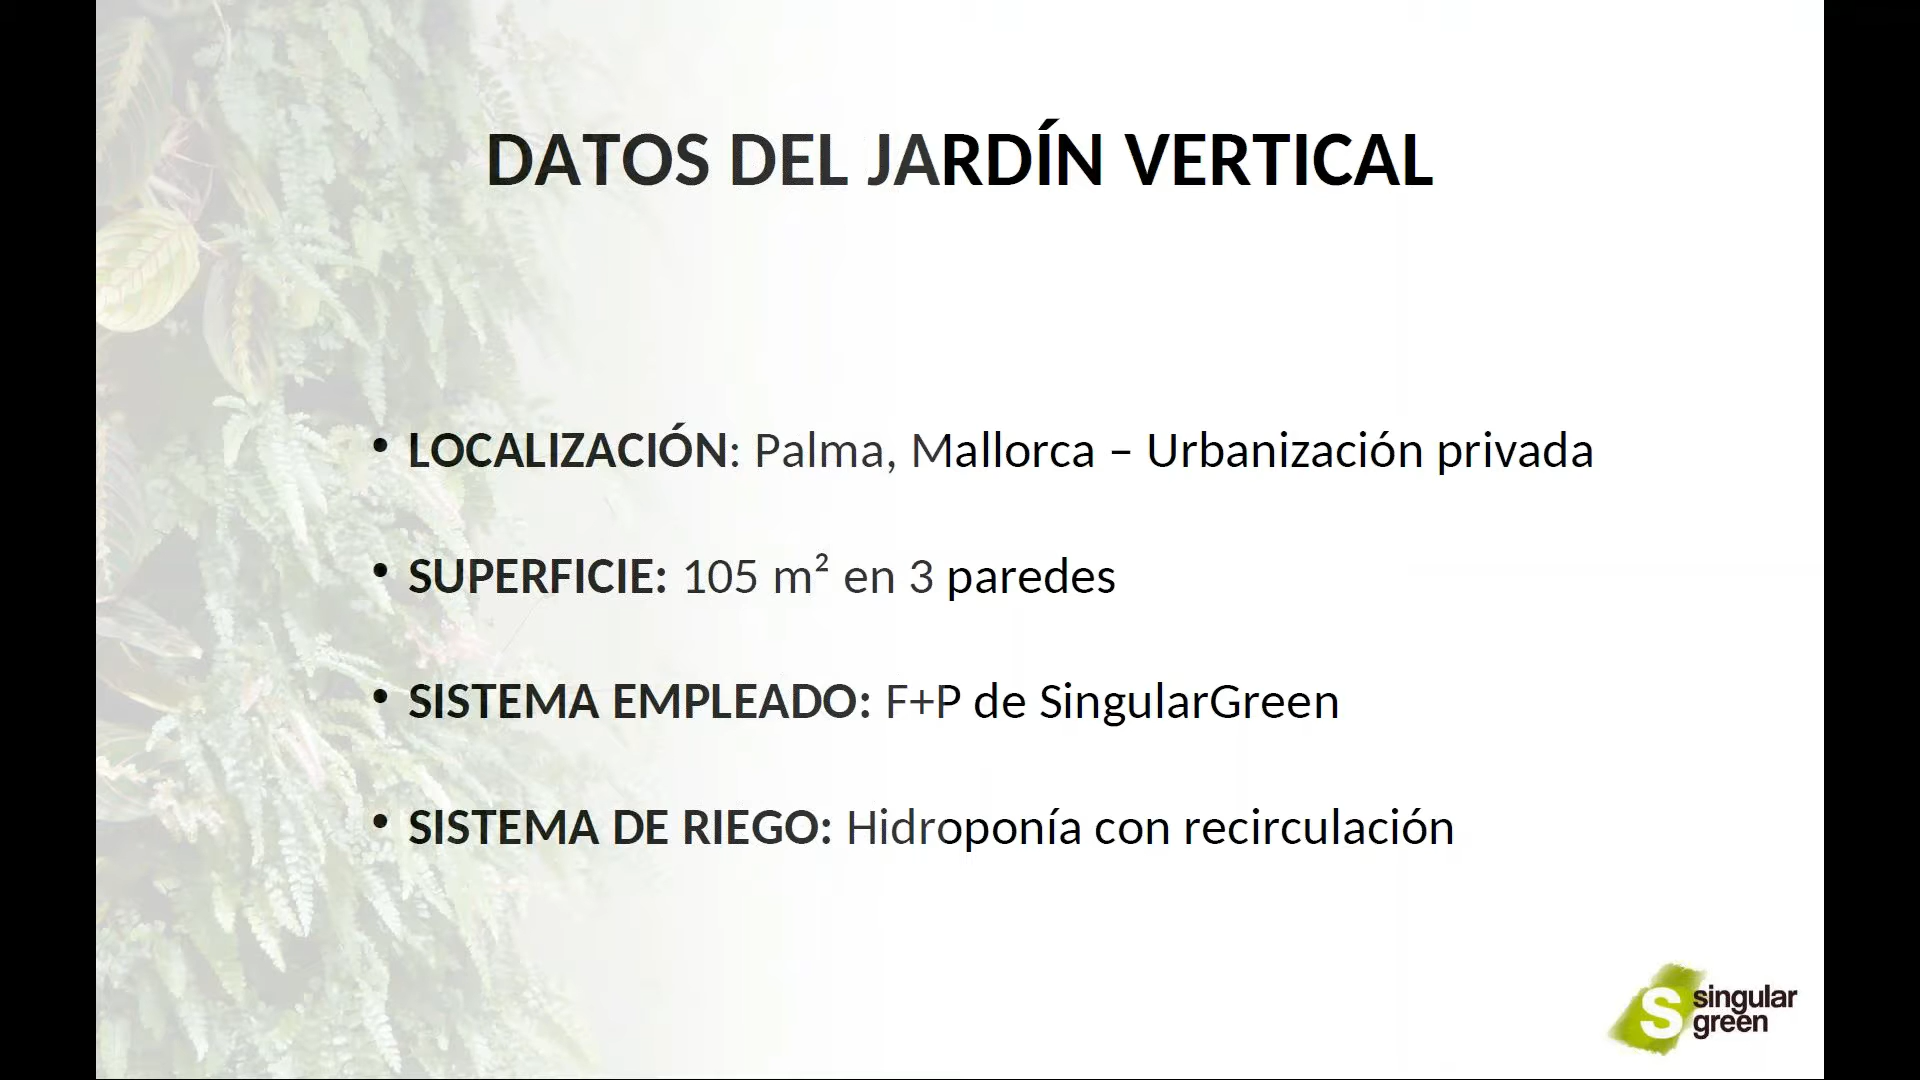 DATOS DEL JARDÍN VERTICAL
• LOCALIZACIÓN: Palma, Mallorca – Urbanización privada
• SUPERFICIE: 105 m² en 3 paredes
• SISTEMA EMPLEADO: F+P de SingularGreen
• SISTEMA DE RIEGO: Hidroponía con recirculación
S
singular
green